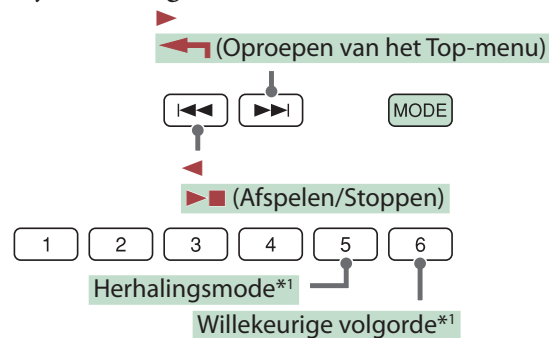 (Oproepen van het Top-menu)
MODE
(Afspelen/Stoppen)
1 2 3 4 5 6
Herhalingsmode*1
Willekeurige volgorde*1